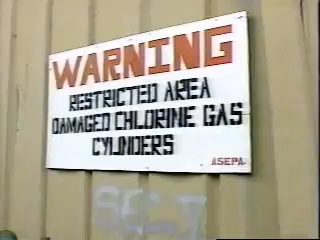 WARNING
RESTRICTED AREA
DAMAGED CHLORINE GAS
CYLINDERS
ASEPA